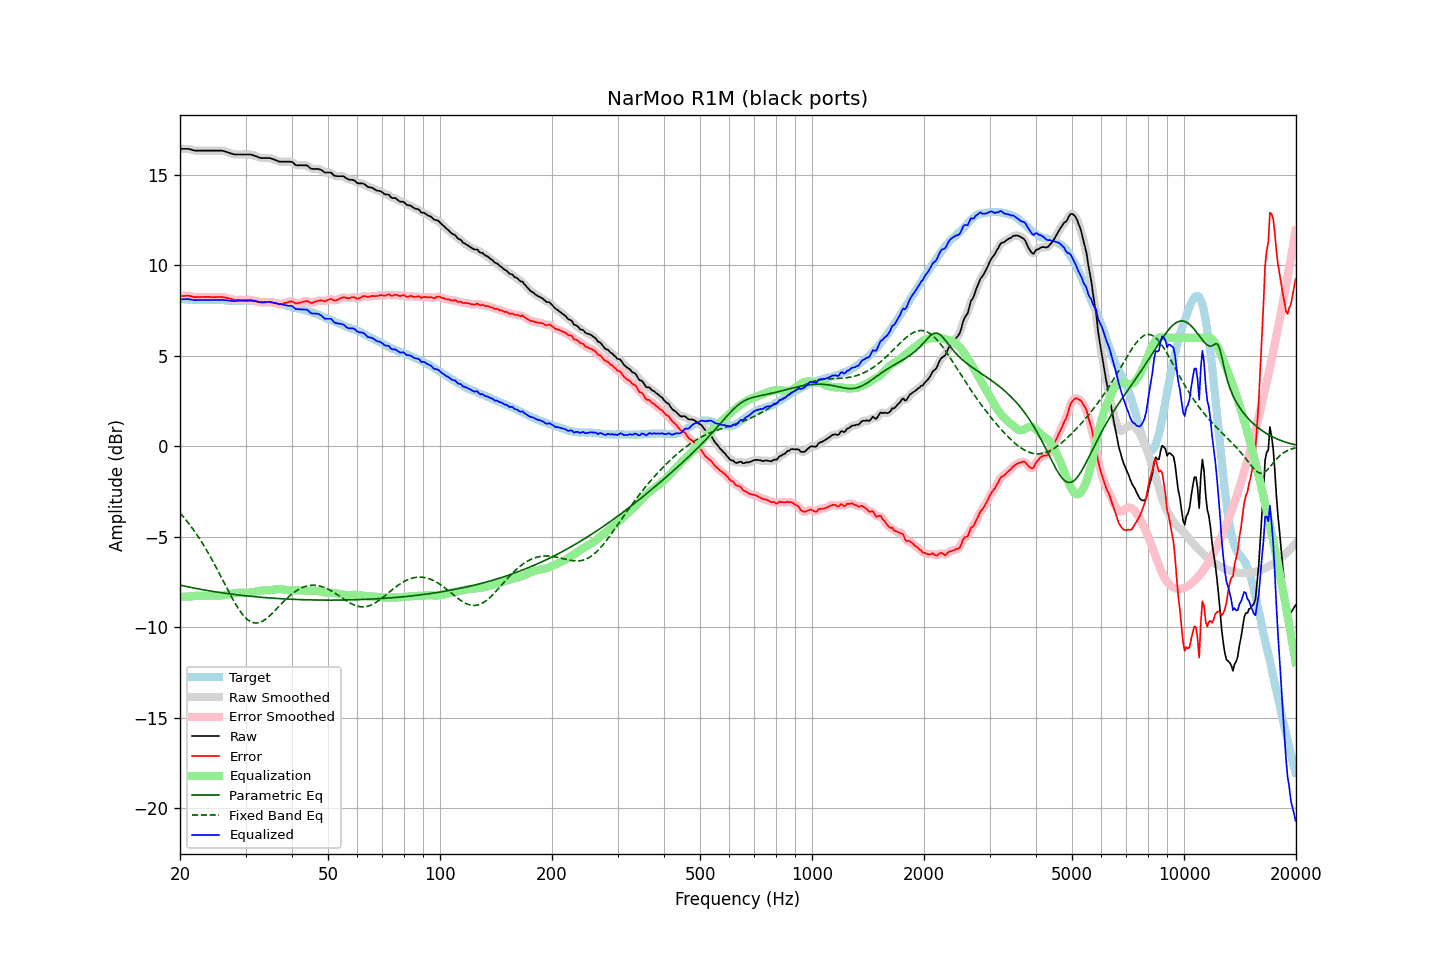 NarMoo R1M (black ports)
Amplitude (dBr)
15
10
5
0
−5
−10
−15
−20
Target
Raw Smoothed
Error Smoothed
Raw
Error
Equalization
Parametric Eq
Fixed Band Eq
Equalized
20 50 100 200 500 1000 2000 5000 10000 20000
Frequency (Hz)